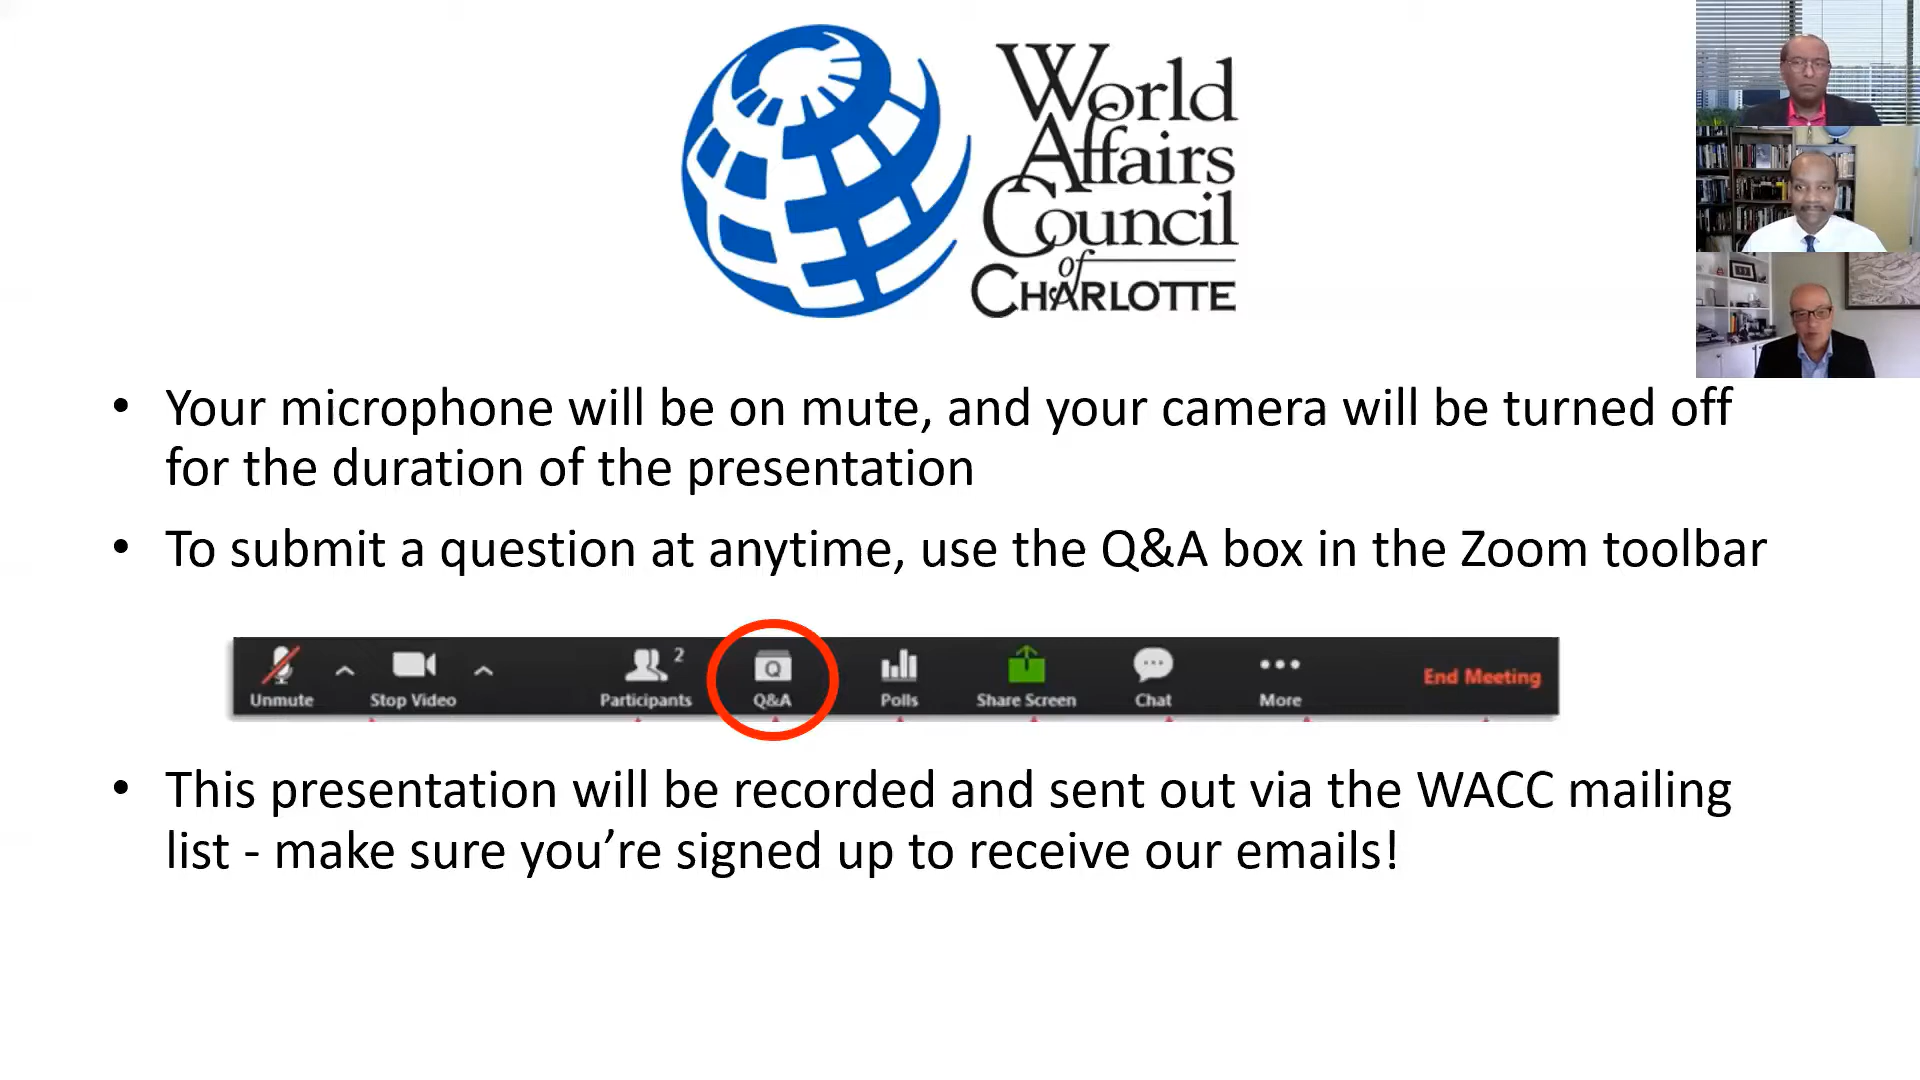 World
Affairs
Council
of
CHARLOTTE
• Your microphone will be on mute, and your camera will be turned off
for the duration of the presentation
• To submit a question at anytime, use the Q&A box in the Zoom toolbar
2
Q
Unmute Stop Video Participants Q&A Polls Share Screen Chat More End Meeting
• This presentation will be recorded and sent out via the WACC mailing
list - make sure you’re signed up to receive our emails!